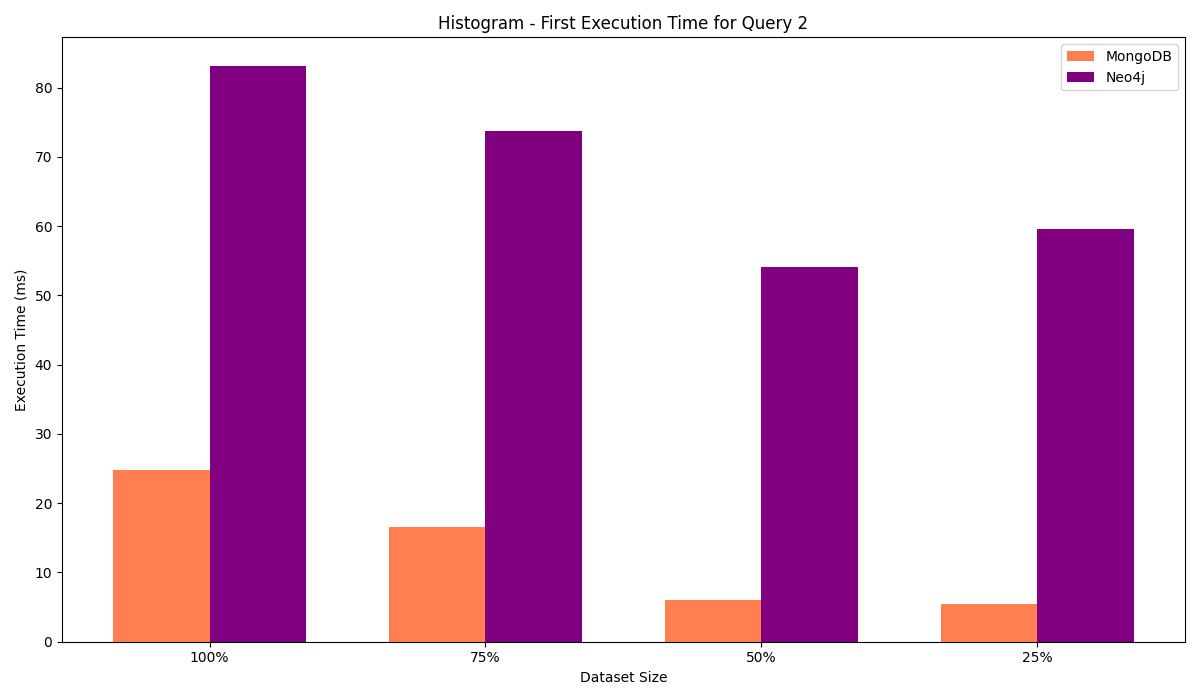 Histogram - First Execution Time for Query 2
MongoDB
Neo4j
Execution Time (ms)
80
70
60
50
40
30
20
10
0
100%
75%
50%
25%
Dataset Size